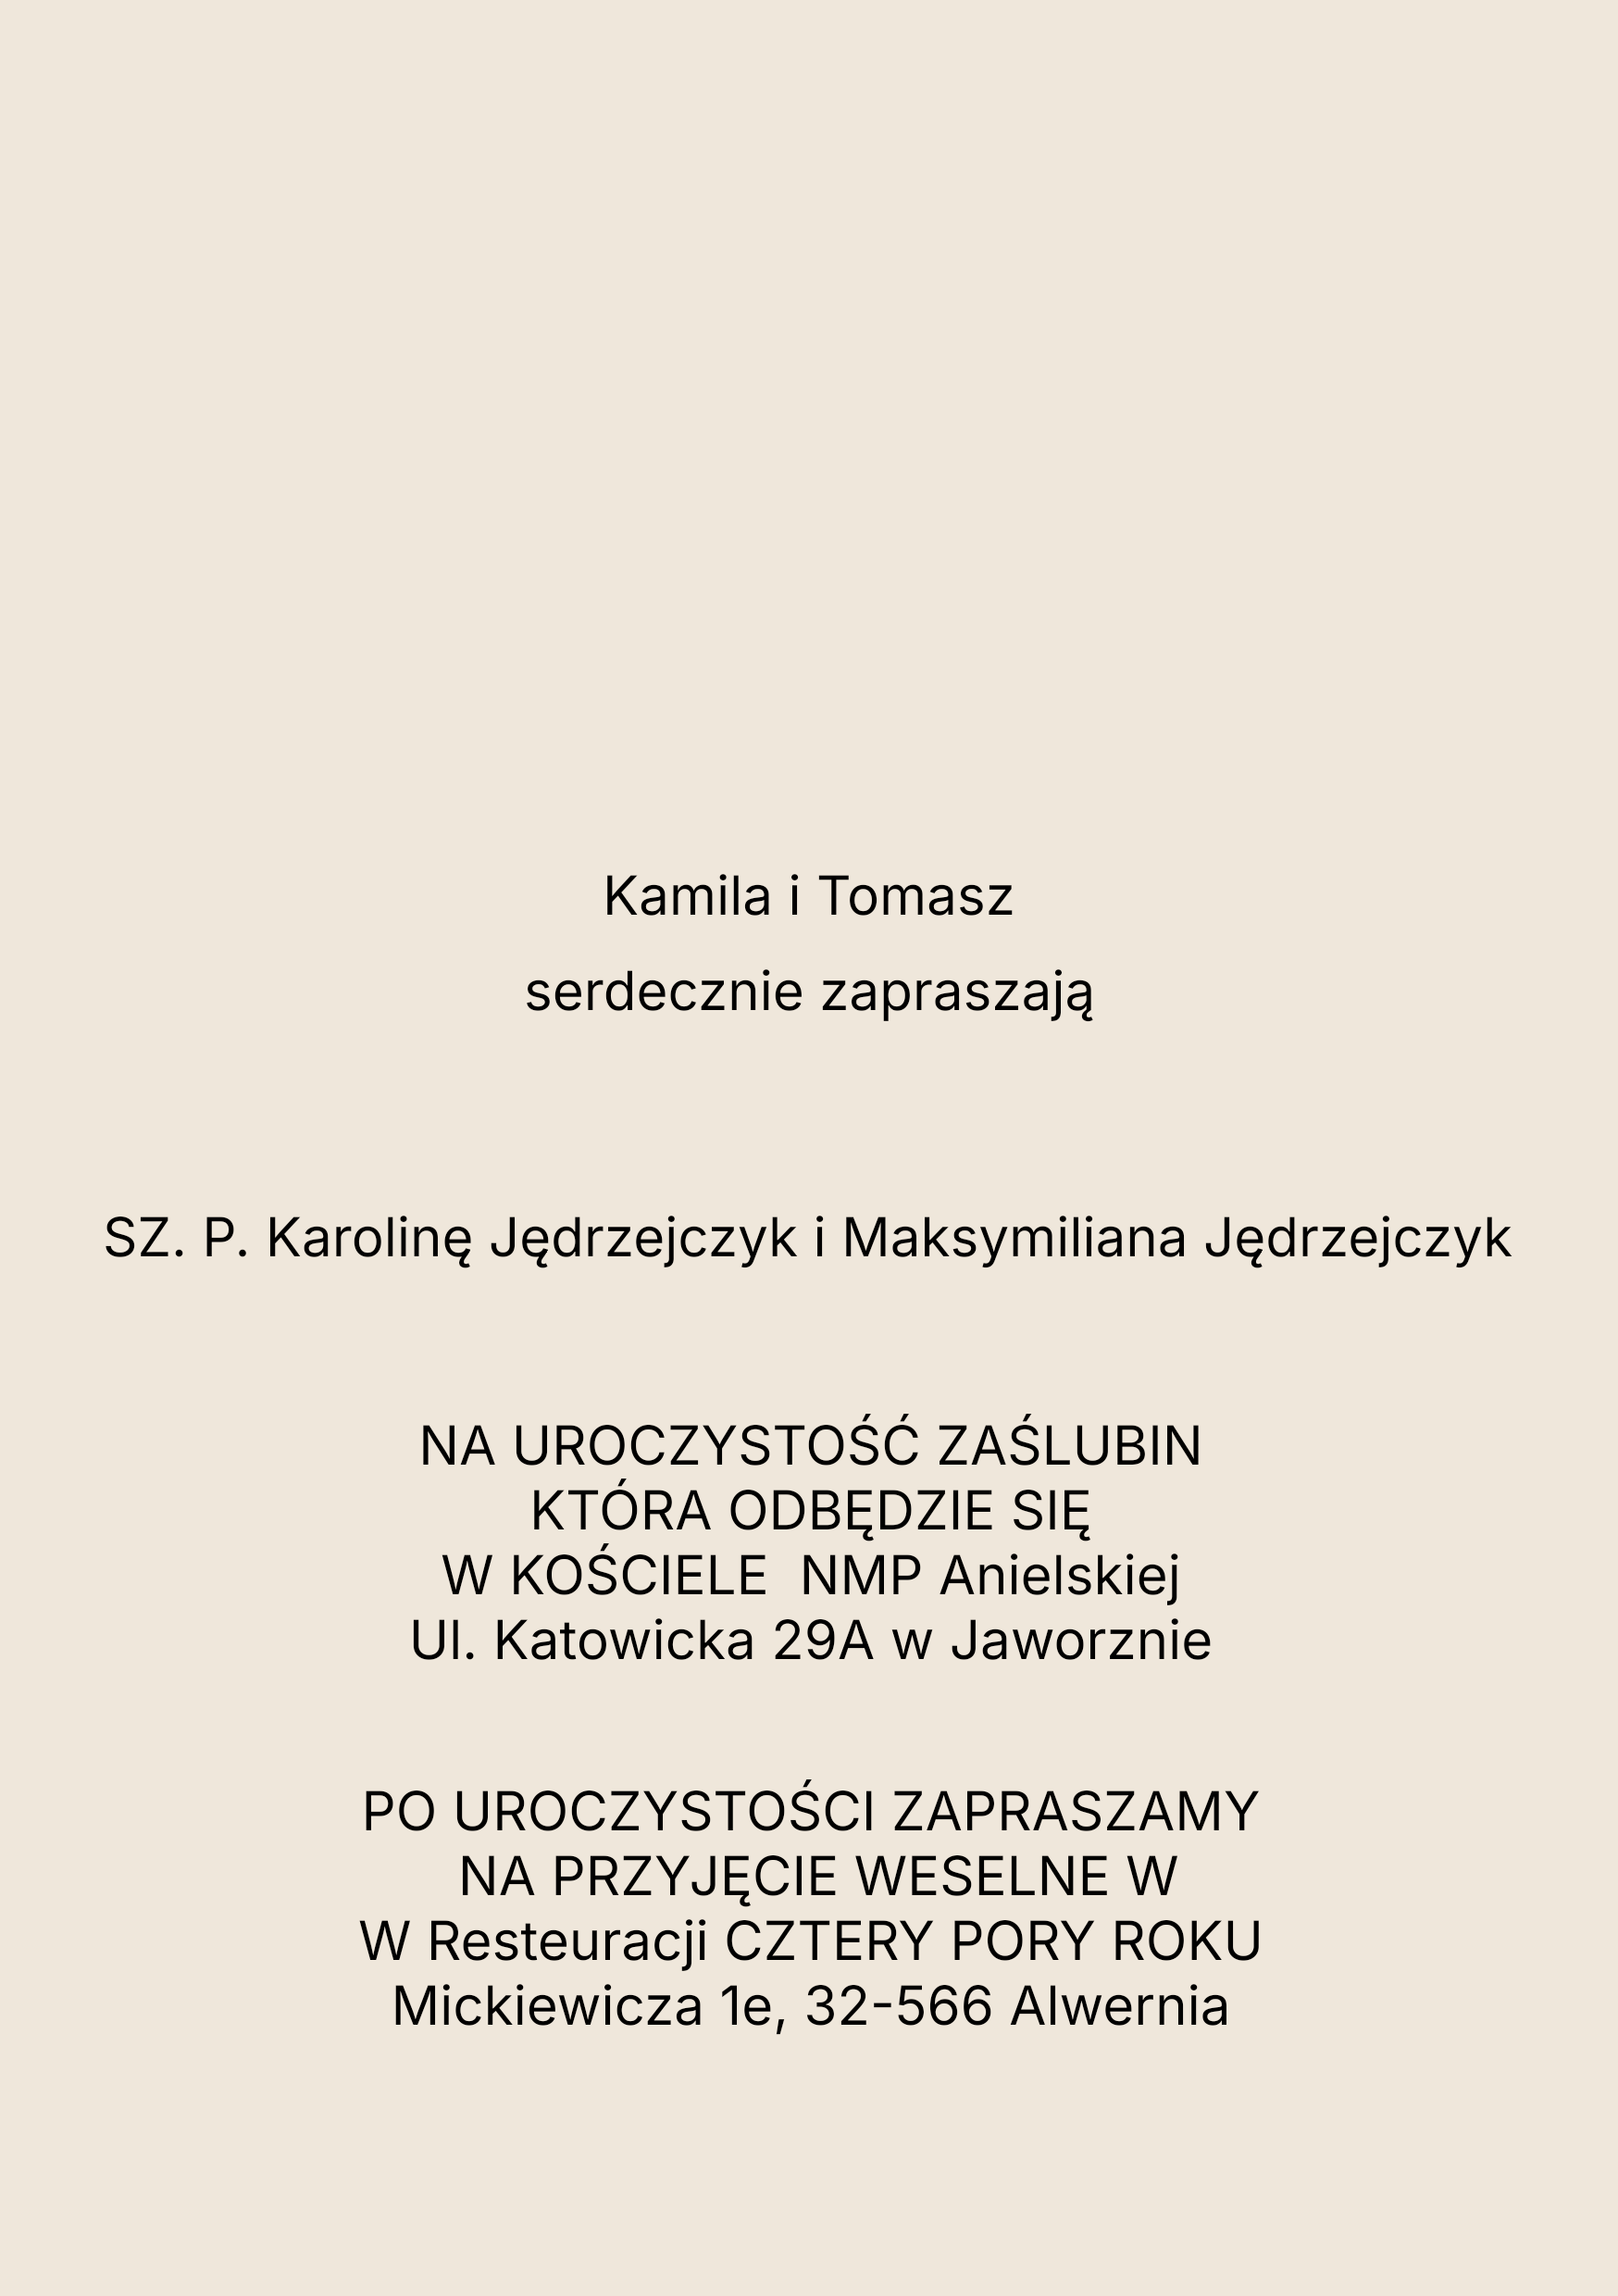 Kamila i Tomasz
serdecznie zapraszają
SZ. P. Karolinę Jędrzejczyk i Maksymiliana Jędrzejczyk
NA UROCZYSTOŚĆ ZAŚLUBIN
KTÓRA ODBĘDZIE SIĘ
W KOŚCIELE  NMP Anielskiej
Ul. Katowicka 29A w Jaworznie
PO UROCZYSTOŚCI ZAPRASZAMY
NA PRZYJĘCIE WESELNE W
W Resteuracji CZTERY PORY ROKU
Mickiewicza 1e, 32-566 Alwernia